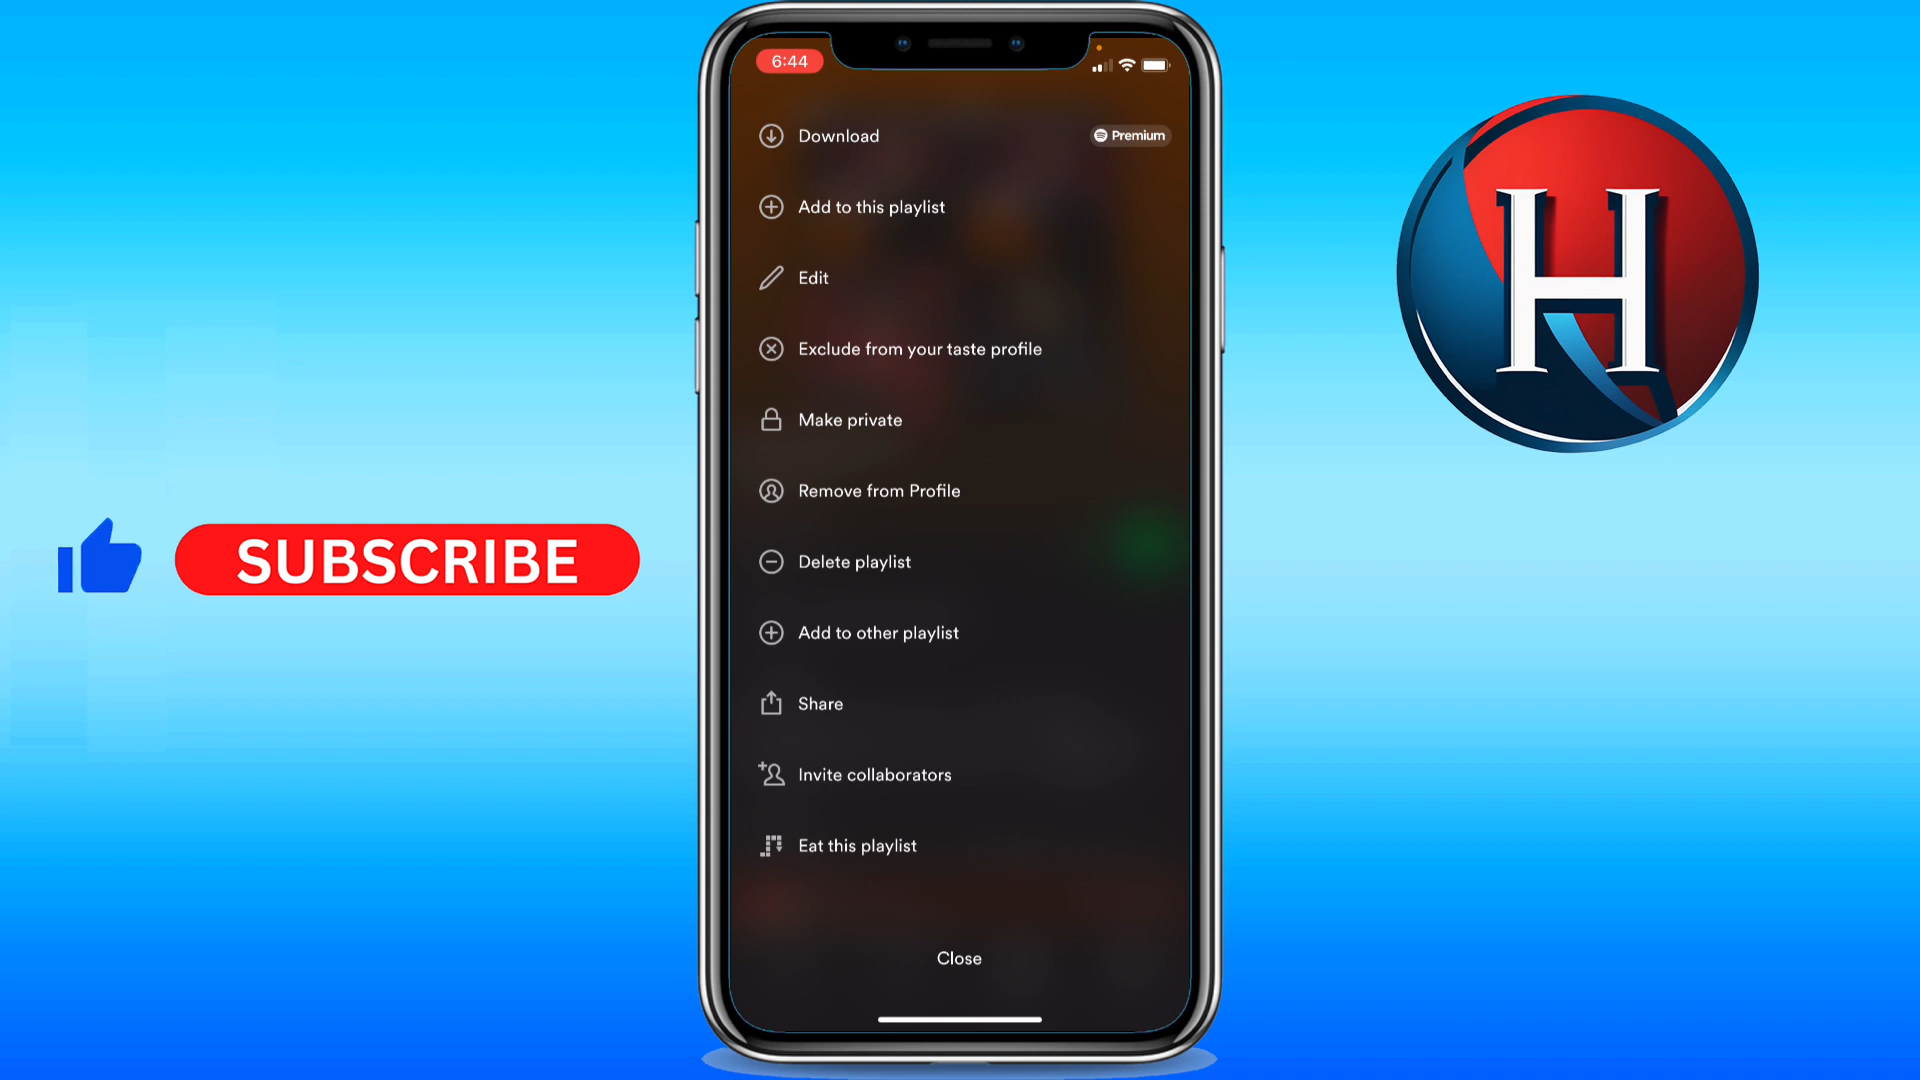 6:44
Download
Premium
Add to this playlist
Edit
Exclude from your taste profile
Make private
Remove from Profile
Delete playlist
Add to other playlist
Share
Invite collaborators
Eat this playlist
Close
SUBSCRIBE
H